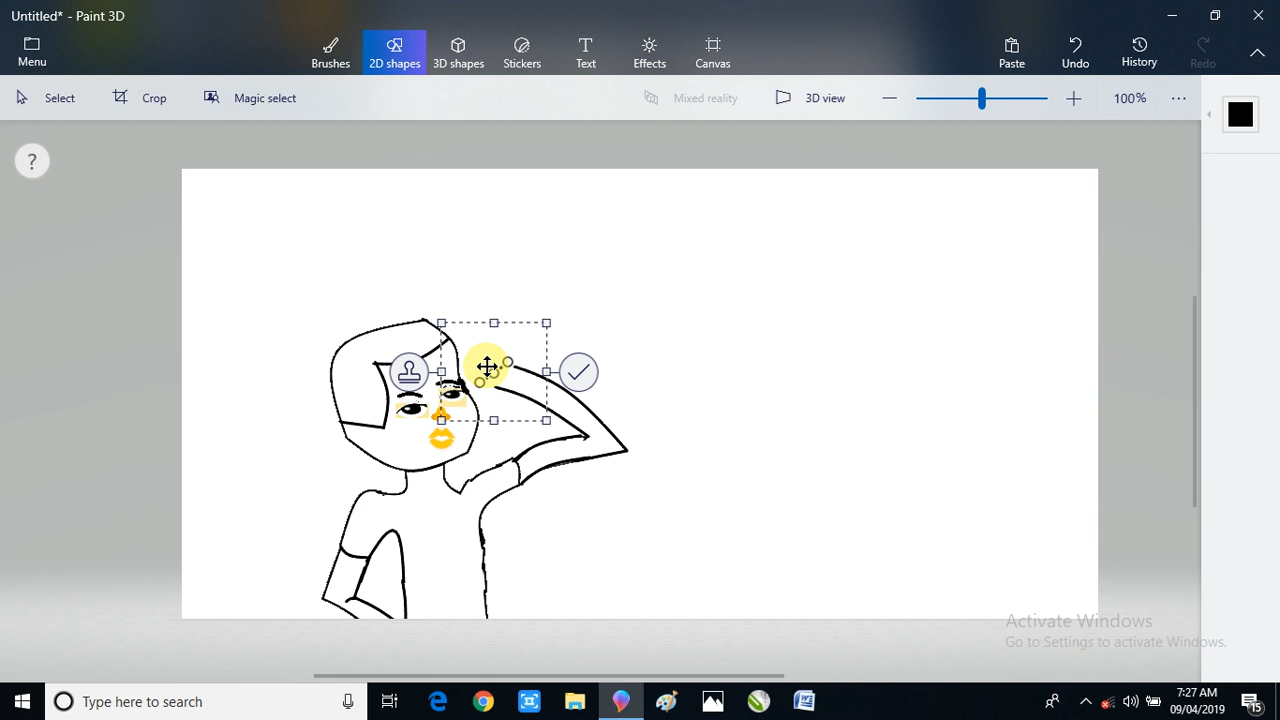 Untitled* - Paint 3D
Menu
Brushes
2D shapes
3D shapes
Stickers
Text
Effects
Canvas
Paste
Undo
History
Redo
Select
Crop
Magic select
Mixed reality
3D view
100%
?
Activate Windows
Go to Settings to activate Windows.
Type here to search
7:27 AM
09/04/2019
15